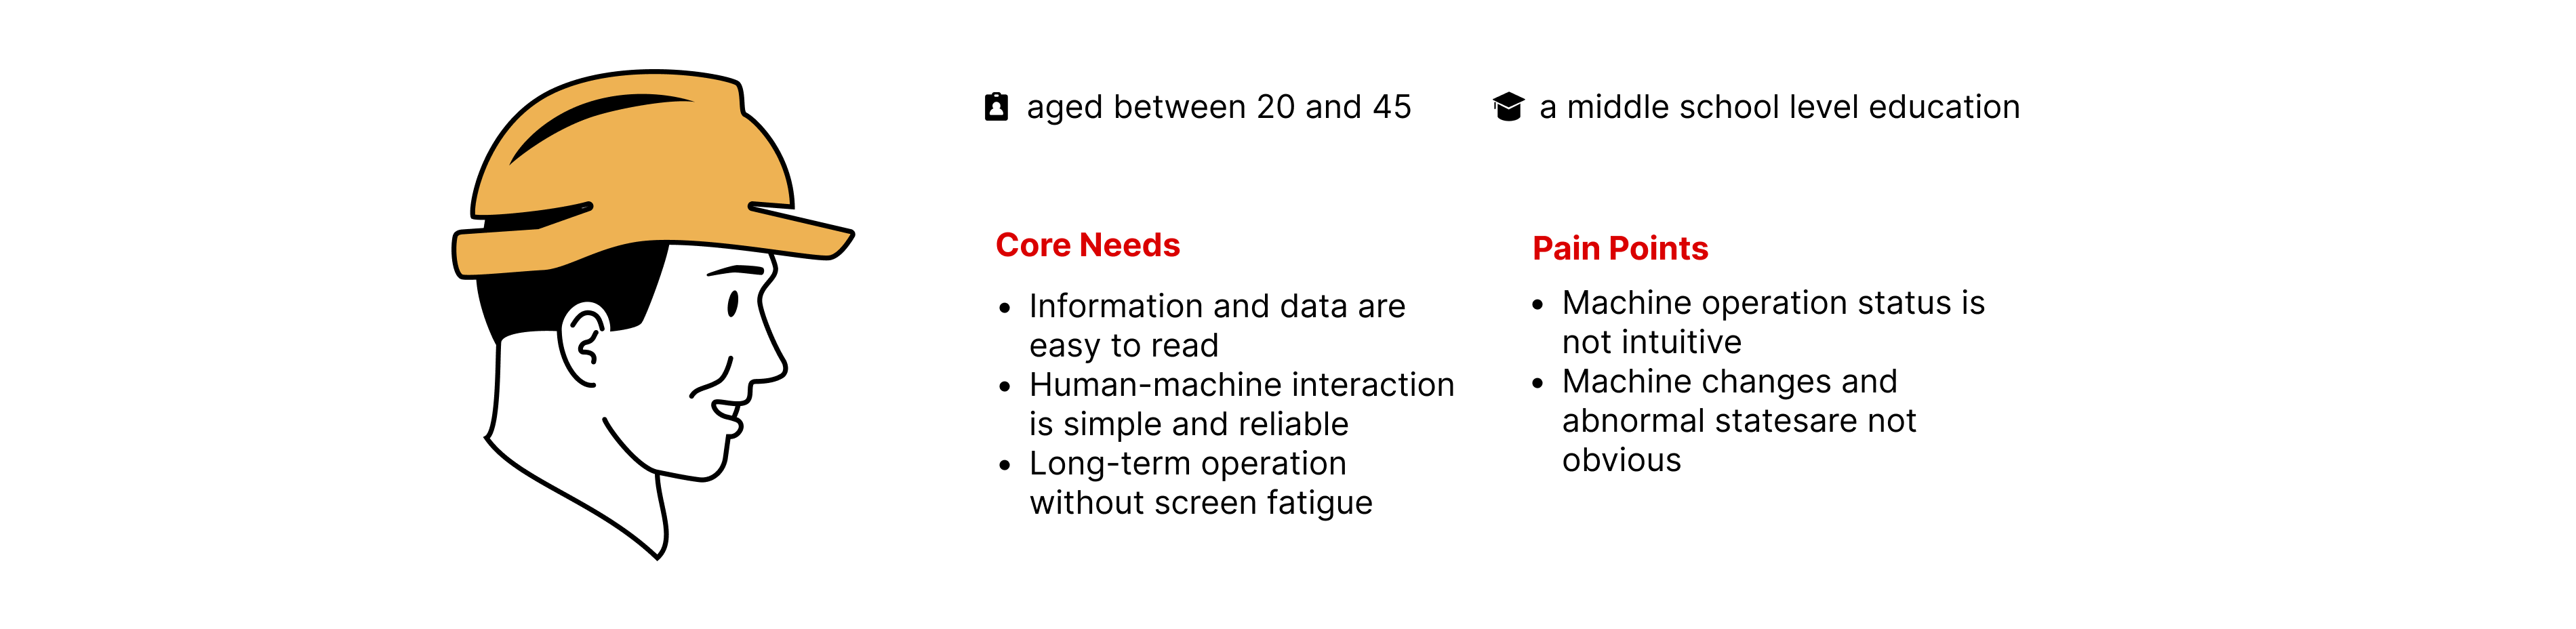 aged between 20 and 45
a middle school level education
Core Needs
• Information and data are
easy to read
• Human-machine interaction
is simple and reliable
• Long-term operation
without screen fatigue
Pain Points
• Machine operation status is
not intuitive
• Machine changes and
abnormal statesare not
obvious